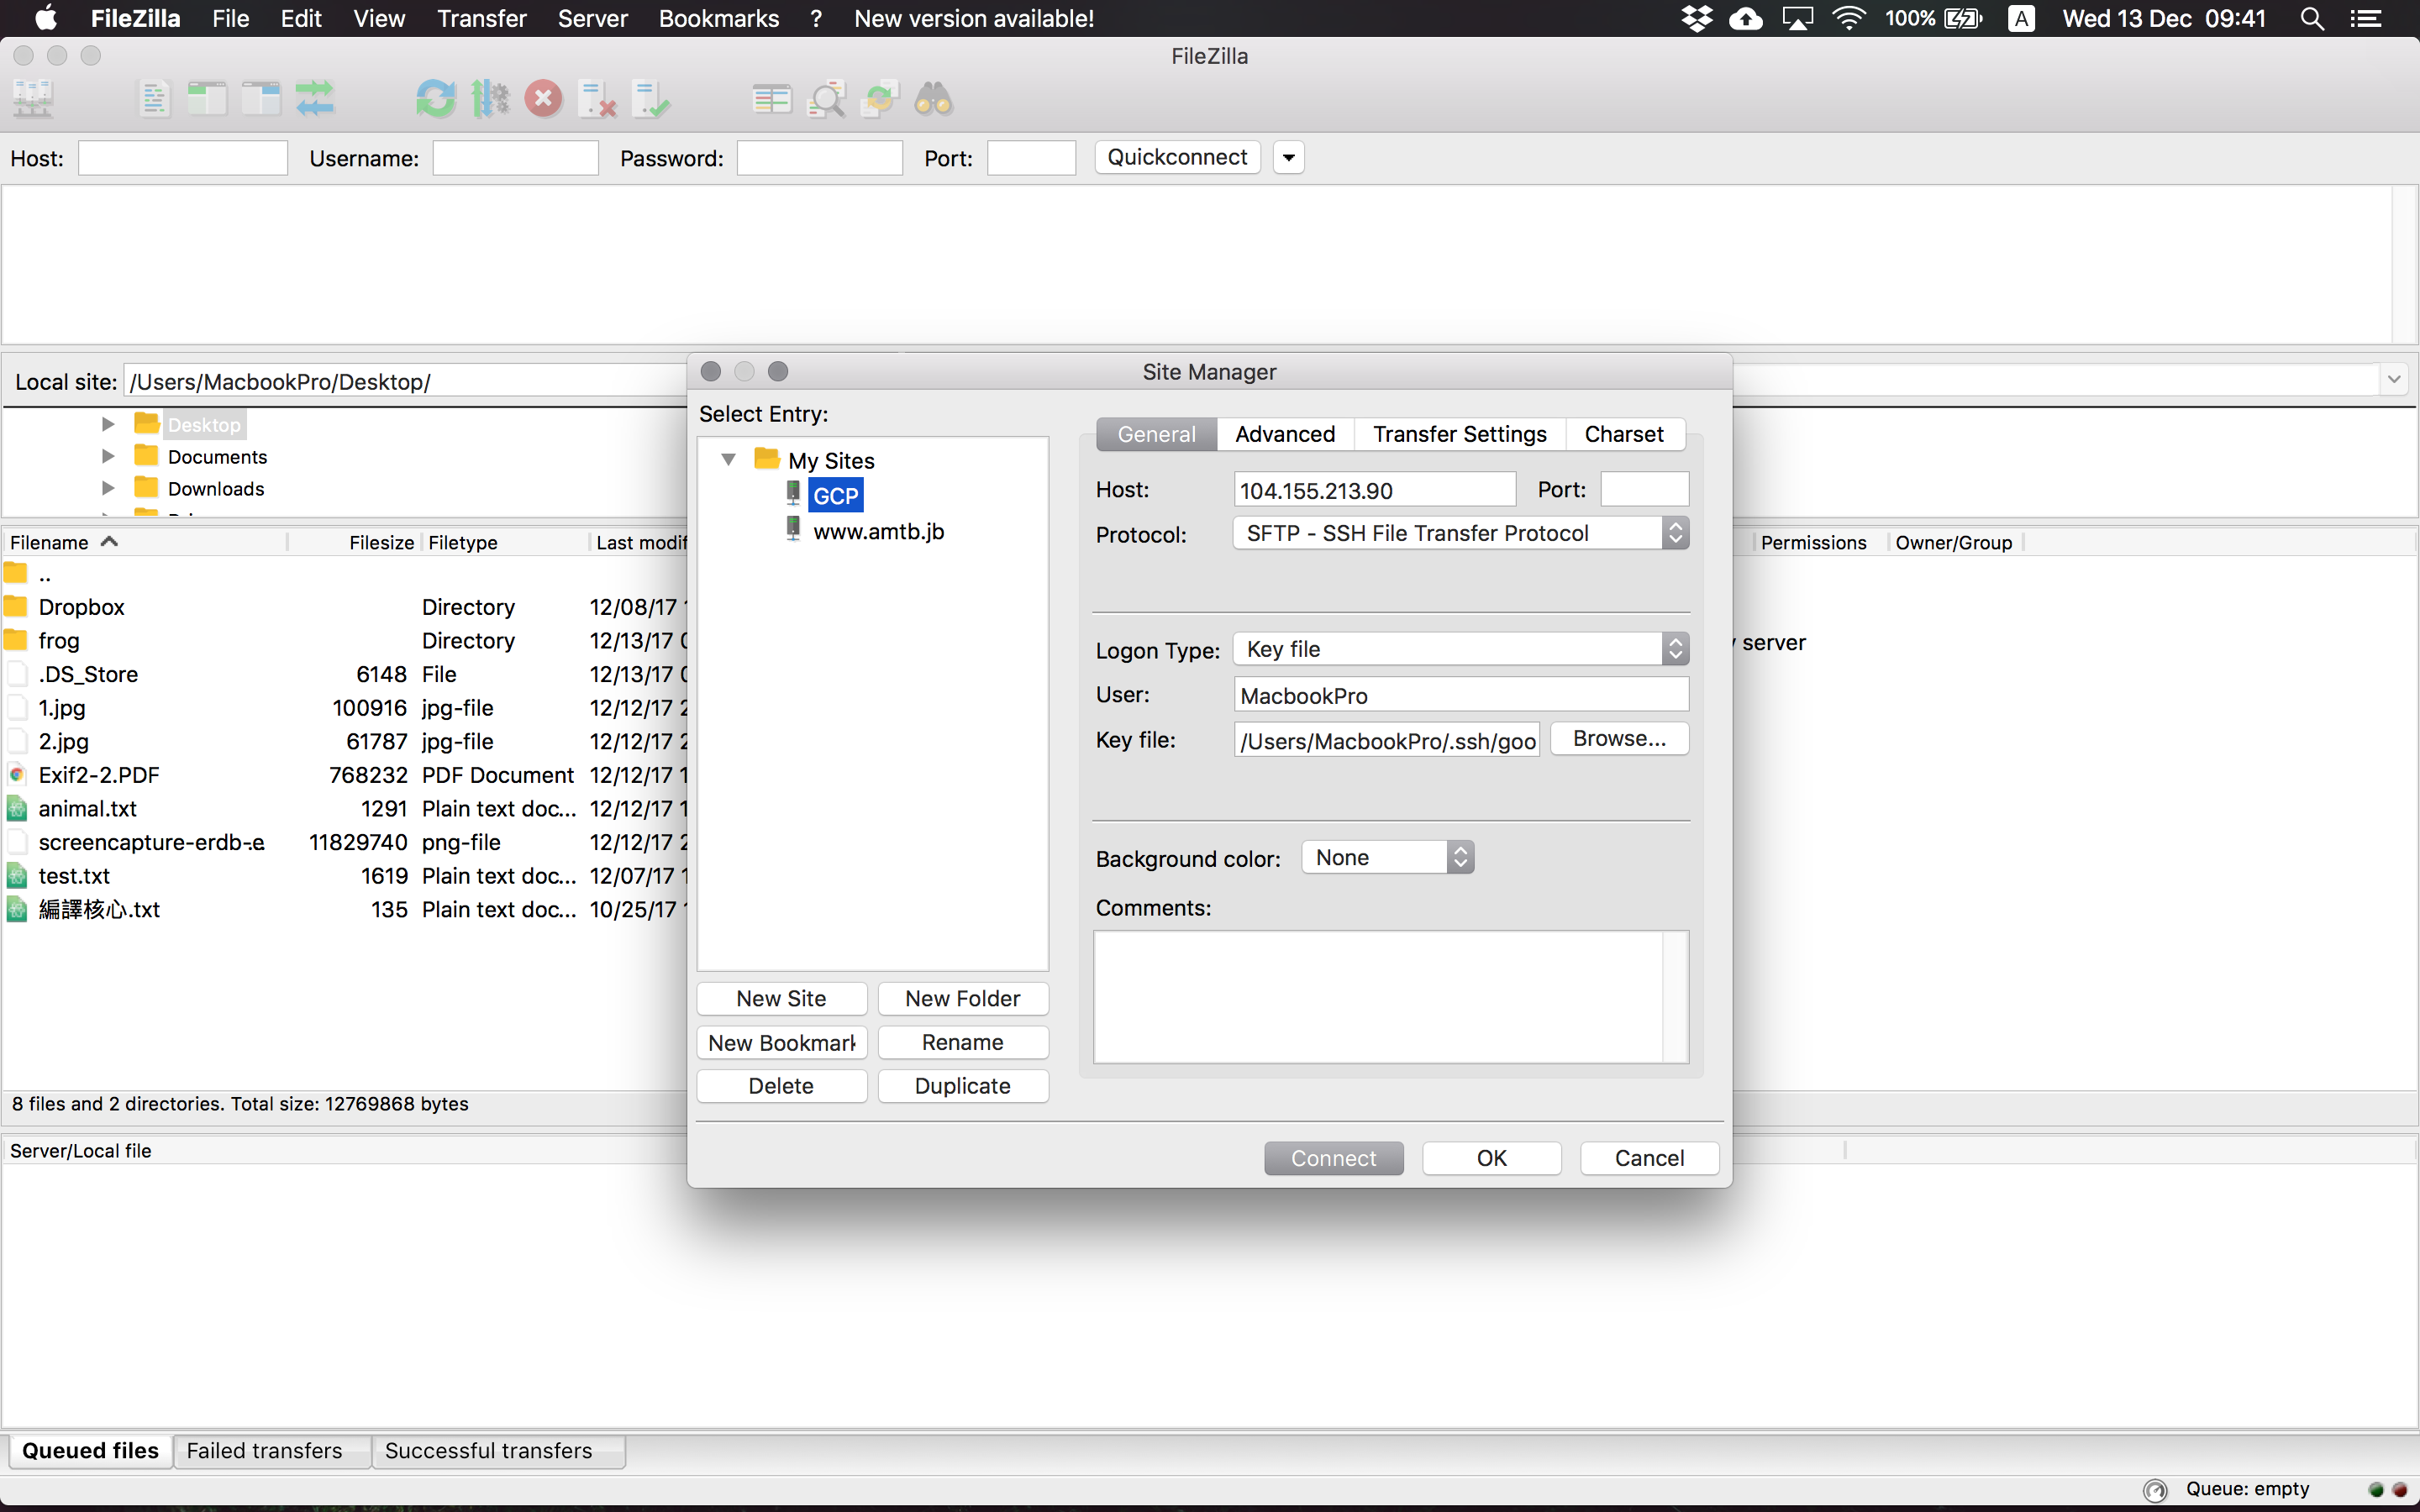 FileZilla File Edit View Transfer Server Bookmarks ? New version available! 100% A Wed 13 Dec 09:41
FileZilla
Host: Username: Password: Port: Quickconnect
Local site: /Users/MacbookPro/Desktop/
Desktop
Documents
Downloads
Filename Filesize Filetype Last modif
..
Dropbox Directory 12/08/17
frog Directory 12/13/17
.DS_Store 6148 File 12/13/17
1.jpg 100916 jpg-file 12/12/17
2.jpg 61787 jpg-file 12/12/17
Exif2-2.PDF 768232 PDF Document 12/12/17
animal.txt 1291 Plain text doc... 12/12/17
screencapture-erdb-e 11829740 png-file 12/12/17
test.txt 1619 Plain text doc... 12/07/17
編譯核心.txt 135 Plain text doc... 10/25/17
8 files and 2 directories. Total size: 12769868 bytes
Site Manager
Select Entry:
My Sites
GCP
www.amtb.jb
New Site New Folder
New Bookmark Rename
Delete Duplicate
General Advanced Transfer Settings Charset
Host: 104.155.213.90 Port:
Protocol: SFTP - SSH File Transfer Protocol
Logon Type: Key file
User: MacbookPro
Key file: /Users/MacbookPro/.ssh/goo Browse...
Background color: None
Comments:
Connect OK Cancel
Permissions Owner/Group
server
Server/Local file
Queued files Failed transfers Successful transfers
Queue: empty